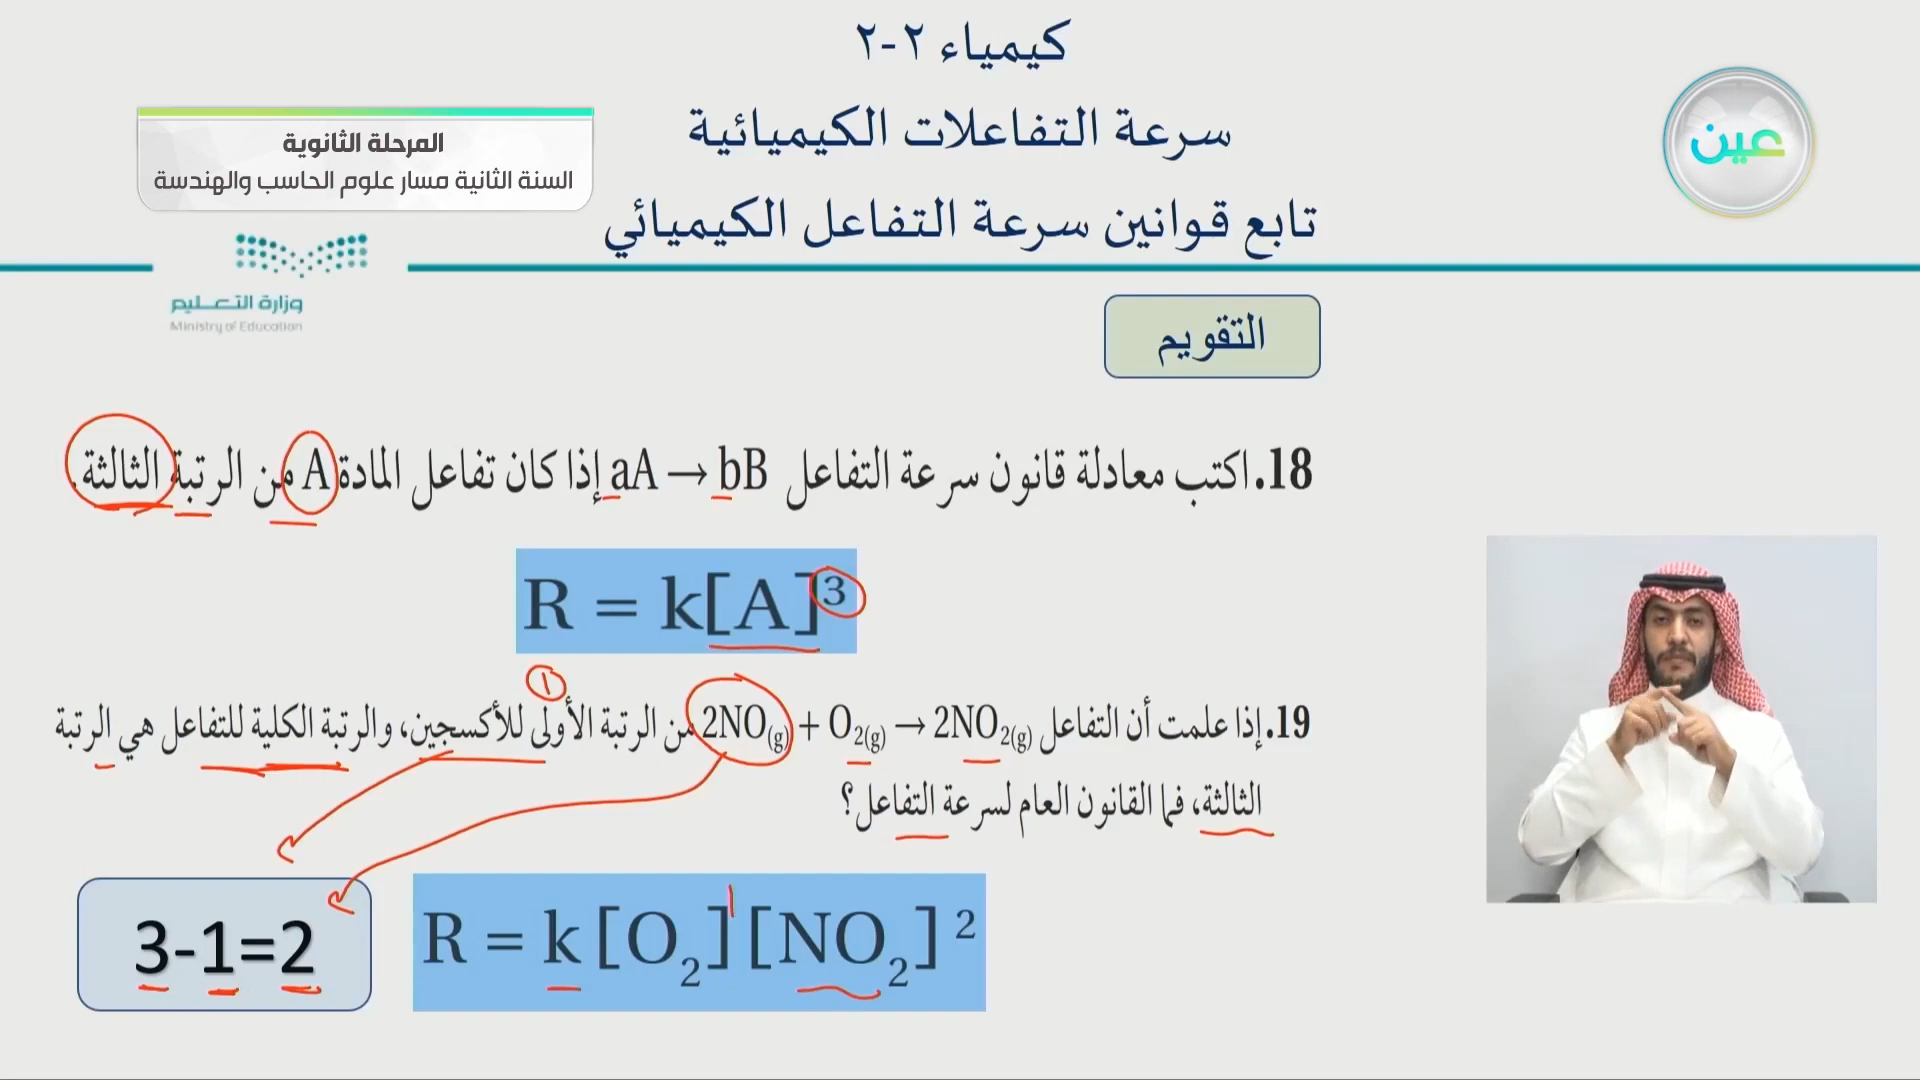 كيمياء ٢-٢
سرعة التفاعلات الكيميائية
تابع قوانين سرعة التفاعل الكيميائي
عين
المرحلة الثانوية
السنة الثانية مسار علوم الحاسب والهندسة
وزارة التعليم
Ministry of Education
التقويم
18. اكتب معادلة قانون سرعة التفاعل aA → bB إذا كان تفاعل المادة A من الرتبة الثالثة.
R = k[A]³
١
19. إذا علمت أن التفاعل 2NO(g) + O2(g) → 2NO2(g) من الرتبة الأولى للأكسجين، والرتبة الكلية للتفاعل هي الرتبة
الثالثة، فما القانون العام لسرعة التفاعل؟
3-1=2
R = k [O₂]¹ [NO₂]²